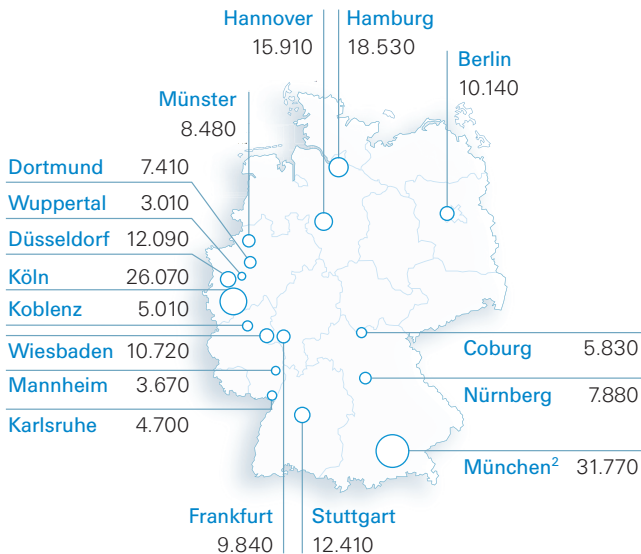 Hannover Hamburg
15.910 18.530
Berlin
10.140
Münster
8.480
Dortmund 7.410
Wuppertal 3.010
Düsseldorf 12.090
Köln 26.070
Koblenz 5.010
Wiesbaden 10.720
Mannheim 3.670
Karlsruhe 4.700
Coburg 5.830
Nürnberg 7.880
München² 31.770
Frankfurt Stuttgart
9.840 12.410